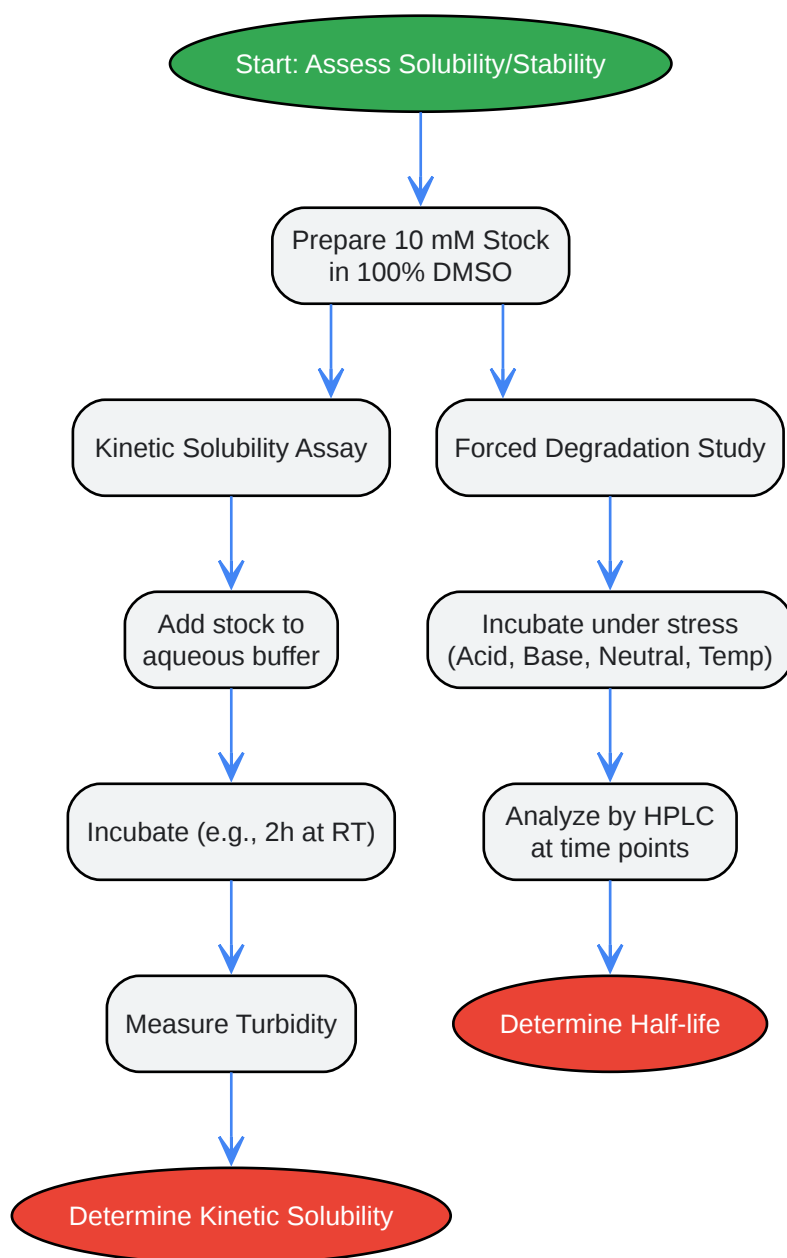 Start: Assess Solubility/Stability
Prepare 10 mM Stock
in 100% DMSO
Kinetic Solubility Assay
Forced Degradation Study
Add stock to
aqueous buffer
Incubate under stress
(Acid, Base, Neutral, Temp)
Incubate (e.g., 2h at RT)
Analyze by HPLC
at time points
Measure Turbidity
Determine Half-life
Determine Kinetic Solubility